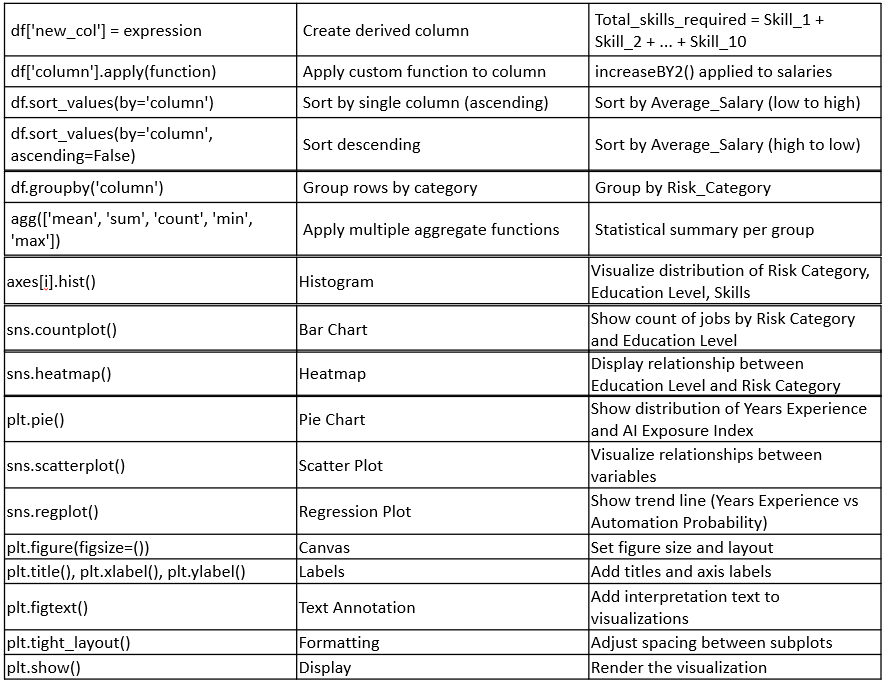 df['new_col'] = expression
Create derived column
Total_skills_required = Skill_1 +
Skill_2 + ... + Skill_10
df['column'].apply(function)
Apply custom function to column
increaseBY2() applied to salaries
df.sort_values(by='column')
Sort by single column (ascending)
Sort by Average_Salary (low to high)
df.sort_values(by='column',
ascending=False)
Sort descending
Sort by Average_Salary (high to low)
df.groupby('column')
Group rows by category
Group by Risk_Category
agg(['mean', 'sum', 'count', 'min',
'max'])
Apply multiple aggregate functions
Statistical summary per group
axes[i].hist()
Histogram
Visualize distribution of Risk Category,
Education Level, Skills
sns.countplot()
Bar Chart
Show count of jobs by Risk Category
and Education Level
sns.heatmap()
Heatmap
Display relationship between
Education Level and Risk Category
plt.pie()
Pie Chart
Show distribution of Years Experience
and AI Exposure Index
sns.scatterplot()
Scatter Plot
Visualize relationships between
variables
sns.regplot()
Regression Plot
Show trend line (Years Experience vs
Automation Probability)
plt.figure(figsize=())
Canvas
Set figure size and layout
plt.title(), plt.xlabel(), plt.ylabel()
Labels
Add titles and axis labels
plt.figtext()
Text Annotation
Add interpretation text to
visualizations
plt.tight_layout()
Formatting
Adjust spacing between subplots
plt.show()
Display
Render the visualization